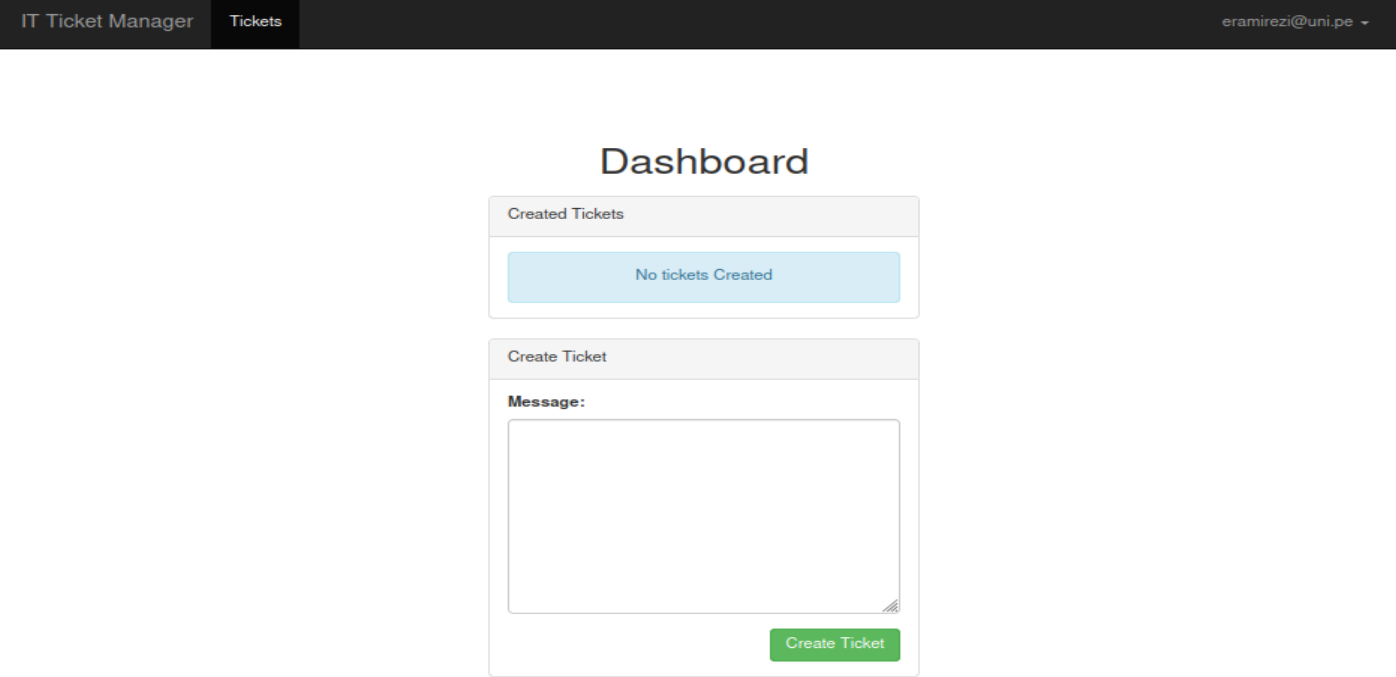 IT Ticket Manager Tickets eramirezi@uni.pe
Dashboard
Created Tickets
No tickets Created
Create Ticket
Message:
Create Ticket